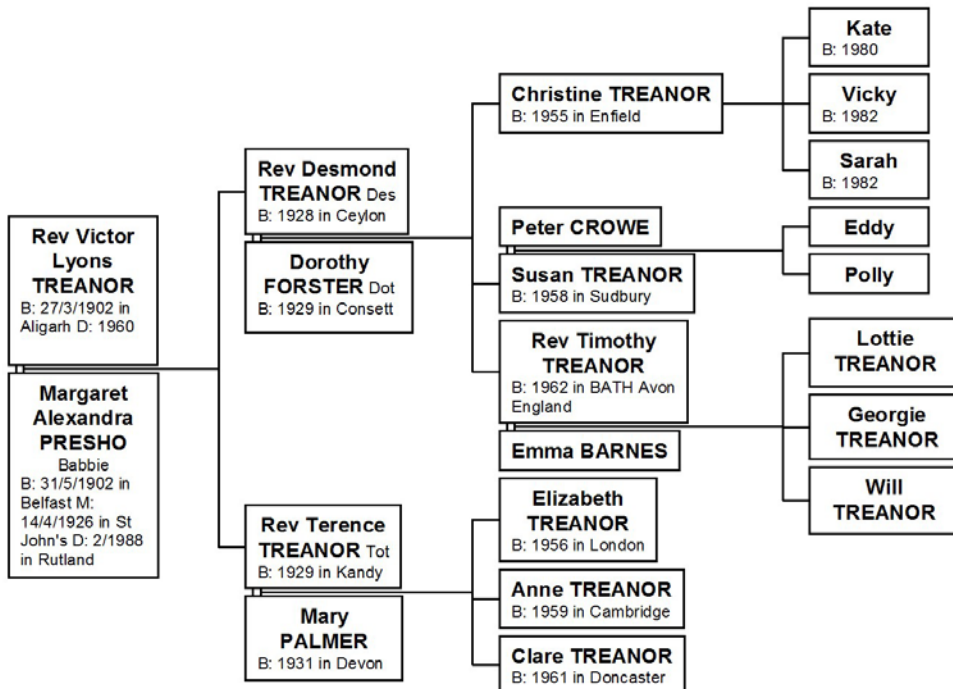 Rev Victor
Lyons
TREANOR
B: 27/3/1902 in
Aligarh D: 1960
Margaret
Alexandra
PRESHO
Babbie
B: 31/5/1902 in
Belfast M:
14/4/1926 in St
John's D: 2/1988
in Rutland
Rev Desmond
TREANOR Des
B: 1928 in Ceylon
Dorothy
FORSTER Dot
B: 1929 in Consett
Rev Terence
TREANOR Tot
B: 1929 in Kandy
Mary
PALMER
B: 1931 in Devon
Christine TREANOR
B: 1955 in Enfield
Peter CROWE
Susan TREANOR
B: 1958 in Sudbury
Rev Timothy
TREANOR
B: 1962 in BATH Avon
England
Emma BARNES
Elizabeth
TREANOR
B: 1956 in London
Anne TREANOR
B: 1959 in Cambridge
Clare TREANOR
B: 1961 in Doncaster
Kate
B: 1980
Vicky
B: 1982
Sarah
B: 1982
Eddy
Polly
Lottie
TREANOR
Georgie
TREANOR
Will
TREANOR